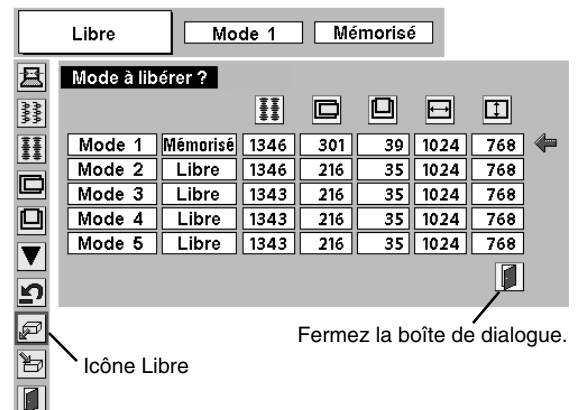 Libre Mode 1 Mémorisé
Mode à libérer ?
Mode 1 Mémorisé 1346 301 39 1024 768
Mode 2 Libre 1346 216 35 1024 768
Mode 3 Libre 1343 216 35 1024 768
Mode 4 Libre 1343 216 35 1024 768
Mode 5 Libre 1343 216 35 1024 768
Fermez la boîte de dialogue.
Icône Libre